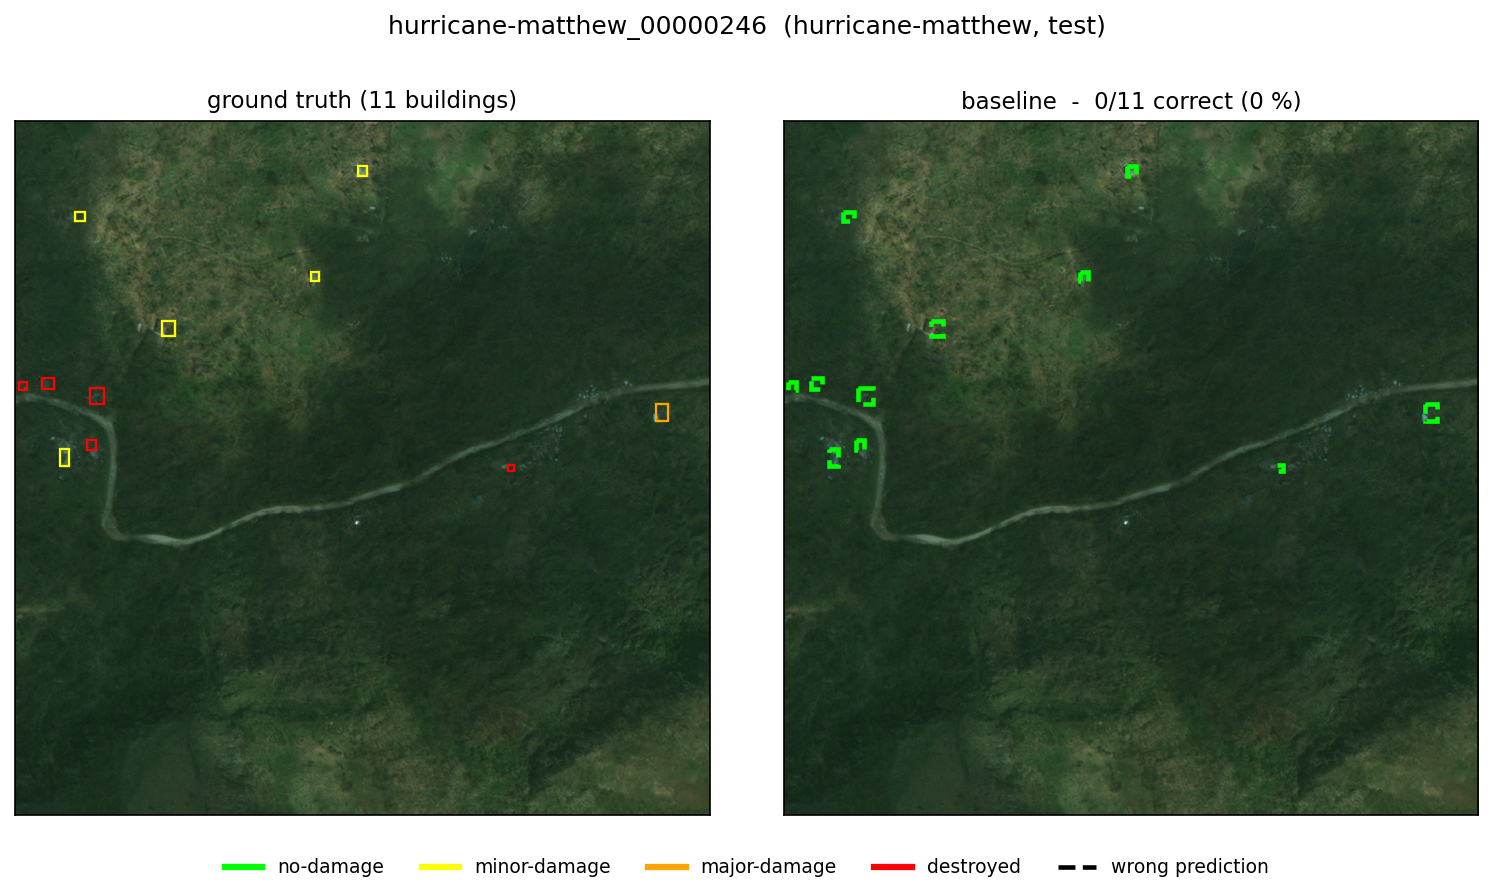 hurricane-matthew_00000246  (hurricane-matthew, test)
ground truth (11 buildings)
baseline  -  0/11 correct (0 %)
no-damage
minor-damage
major-damage
destroyed
wrong prediction